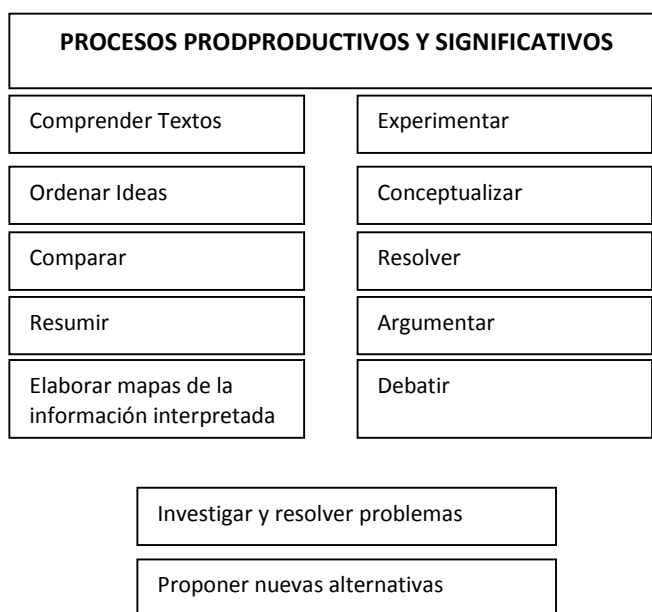 PROCESOS PRODPRODUCTIVOS Y SIGNIFICATIVOS
Comprender Textos
Experimentar
Ordenar Ideas
Conceptualizar
Comparar
Resolver
Resumir
Argumentar
Elaborar mapas de la
información interpretada
Debatir
Investigar y resolver problemas
Proponer nuevas alternativas